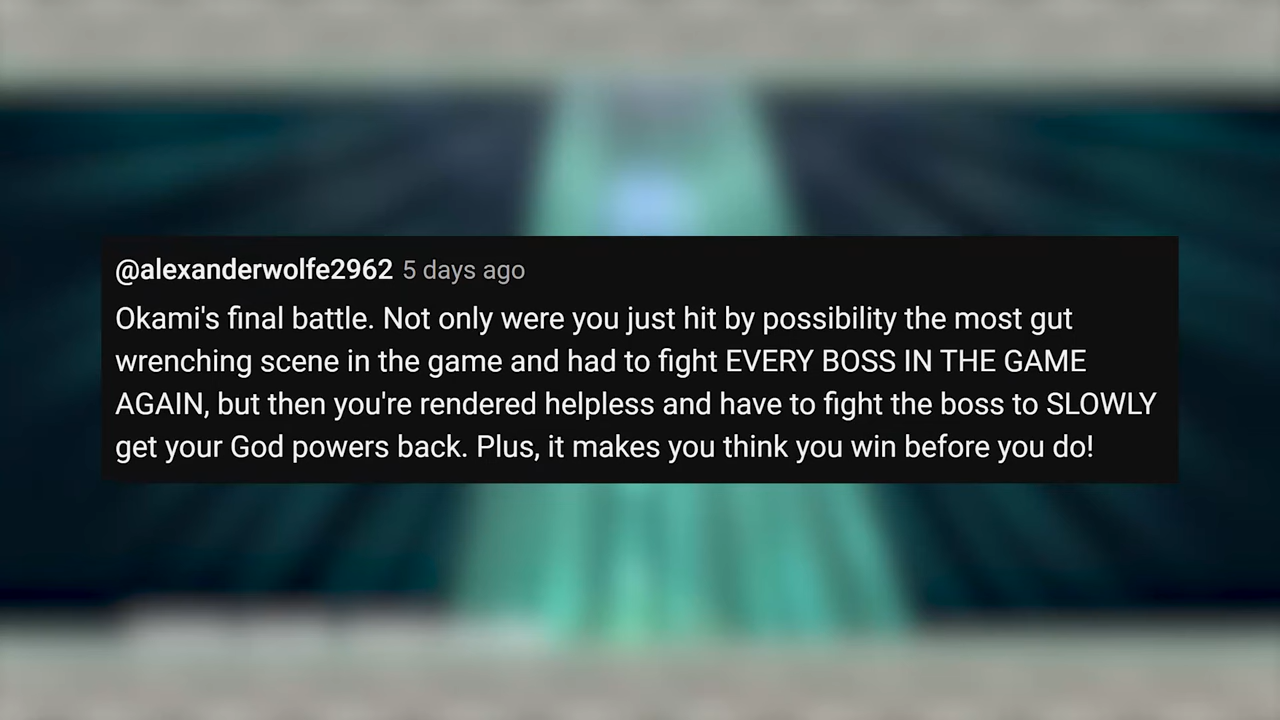 @alexanderwolfe2962 5 days ago
Okami's final battle. Not only were you just hit by possibility the most gut
wrenching scene in the game and had to fight EVERY BOSS IN THE GAME
AGAIN, but then you're rendered helpless and have to fight the boss to SLOWLY
get your God powers back. Plus, it makes you think you win before you do!